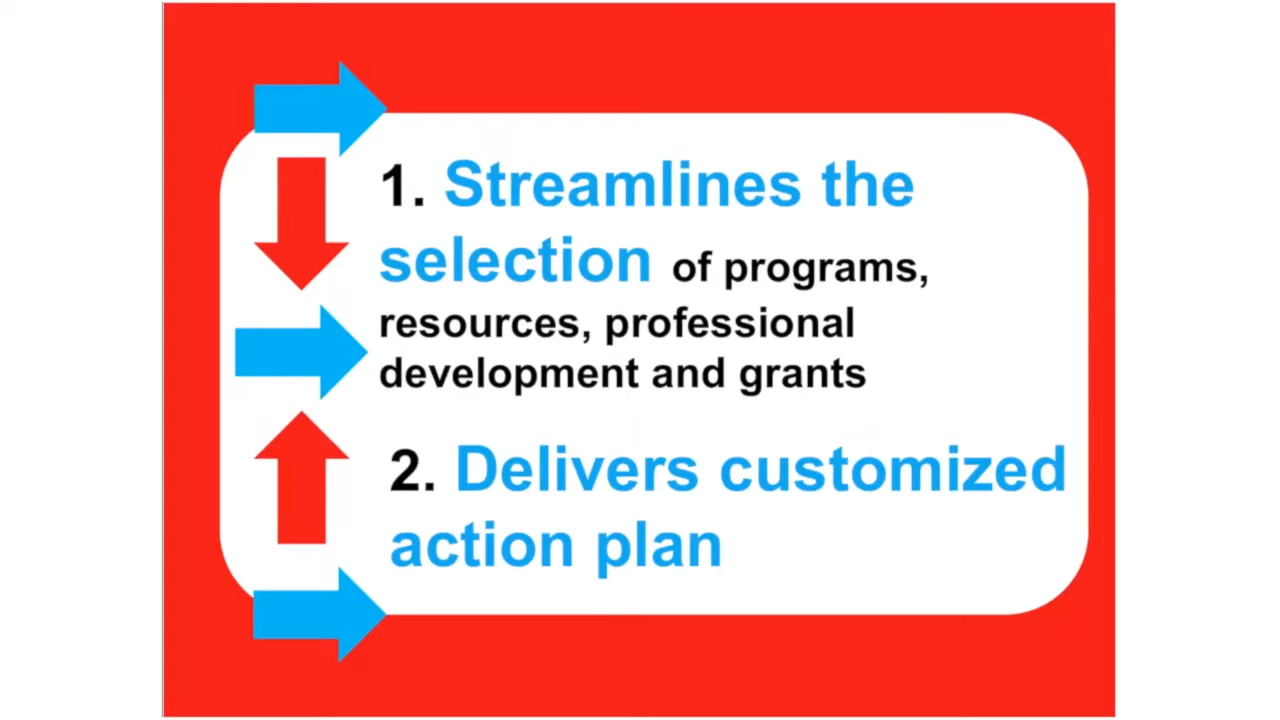 1. Streamlines the
selection of programs,
resources, professional
development and grants
2. Delivers customized
action plan